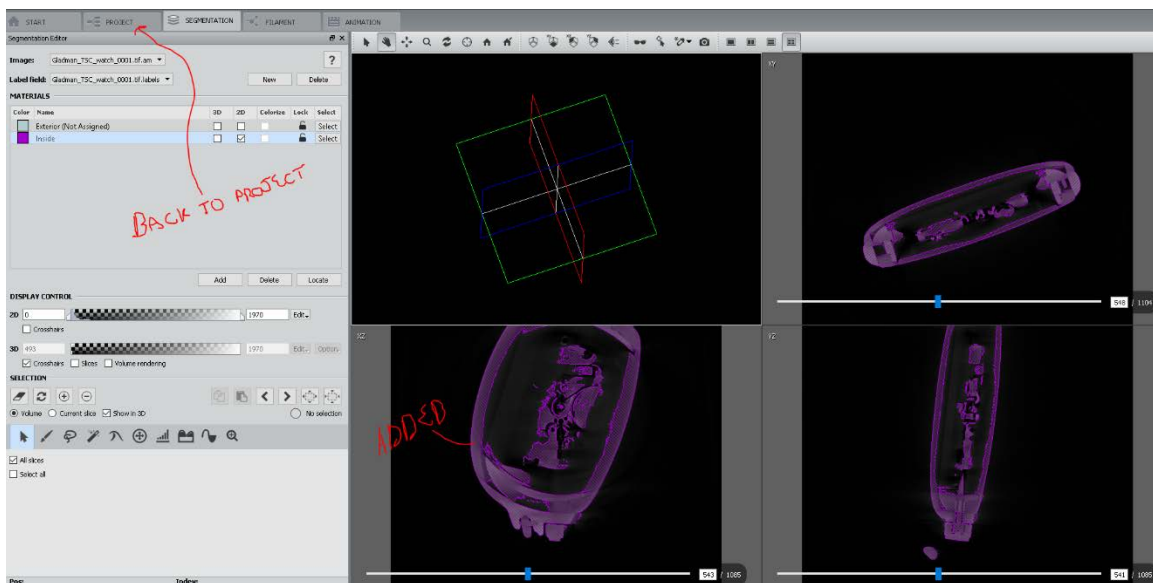 START PROJECT SEGMENTATION FILAMENT ANIMATION
Segmentation Editor
Image: Gladman_TSC_watch_0001.tif.am ?
Label field: Gladman_TSC_watch_0001.tif.labels New Delete
MATERIALS
Color Name 3D 2D Colorize Lock Select
Exterior (Not Assigned) Select
Inside Select
BACK TO PROJECT
Add Delete Locate
DISPLAY CONTROL
2D 0 1970 Edit
Crosshairs
3D 493 1970 Edit Options
Crosshairs Slices Volume rendering
SELECTION
Volume Current slice Show in 3D No selection
All slices
Select all
Pos: Index:
XY
548 / 1104
XZ
ADDED
543 / 1085
YZ
541 / 1085